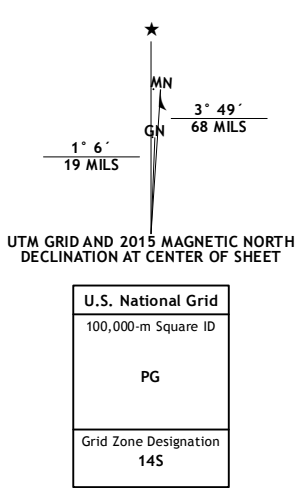 MN
3° 49´
68 MILS
GN
1° 6´
19 MILS
UTM GRID AND 2015 MAGNETIC NORTH
DECLINATION AT CENTER OF SHEET
U.S. National Grid
100,000-m Square ID
PG
Grid Zone Designation
14S